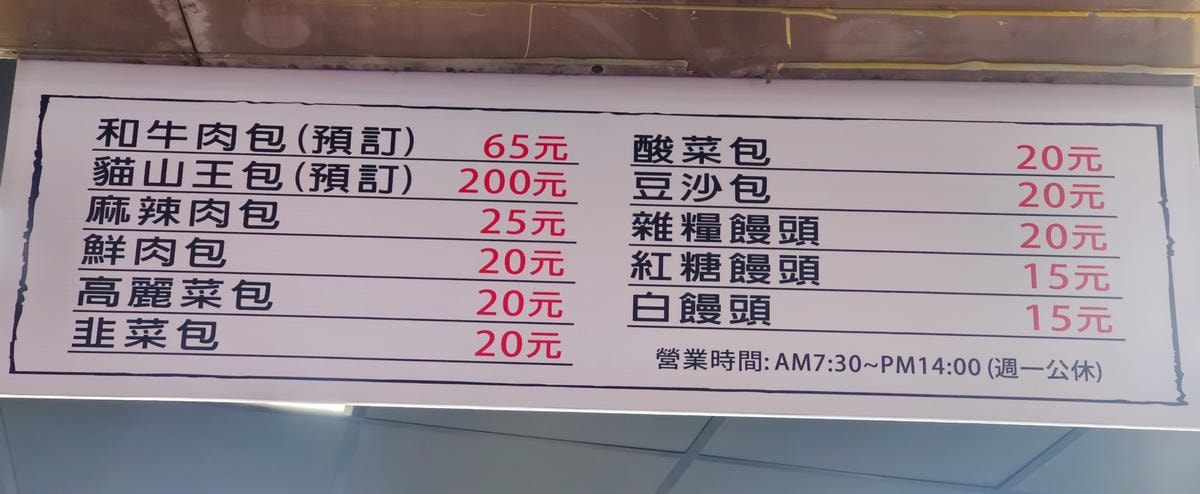 和牛肉包(預訂) 65元
貓山王包(預訂) 200元
麻辣肉包 25元
鮮肉包 20元
高麗菜包 20元
韭菜包 20元
酸菜包 20元
豆沙包 20元
雜糧饅頭 20元
紅糖饅頭 15元
白饅頭 15元
營業時間: AM7:30~PM14:00 (週一公休)